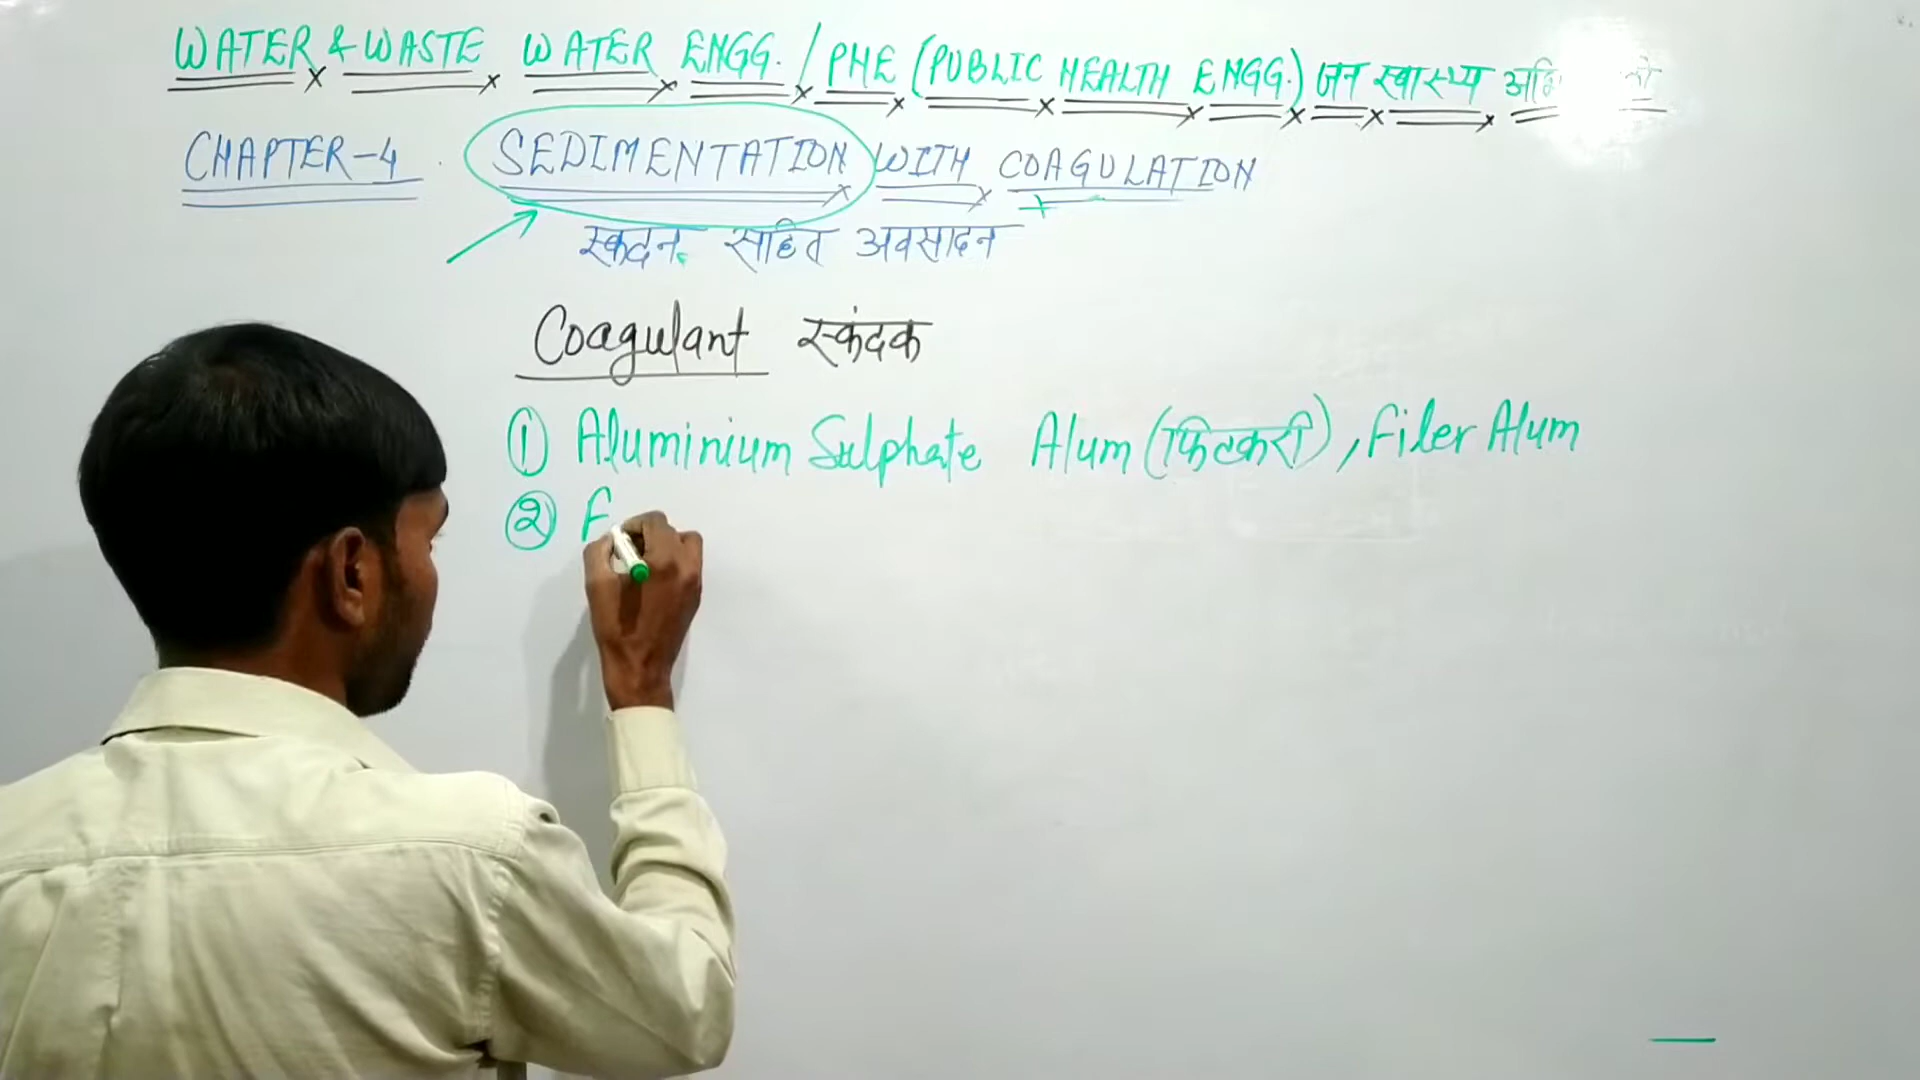 WATER & WASTE WATER ENGG. / PHE (PUBLIC HEALTH ENGG.) जन स्वास्थ्य
CHAPTER-4 SEDIMENTATION WITH COAGULATION
स्कदन सहित अवसादन
Coagulant स्कंदक
① Aluminium Sulphate Alum (फिटकरी), Filer Alum
② F